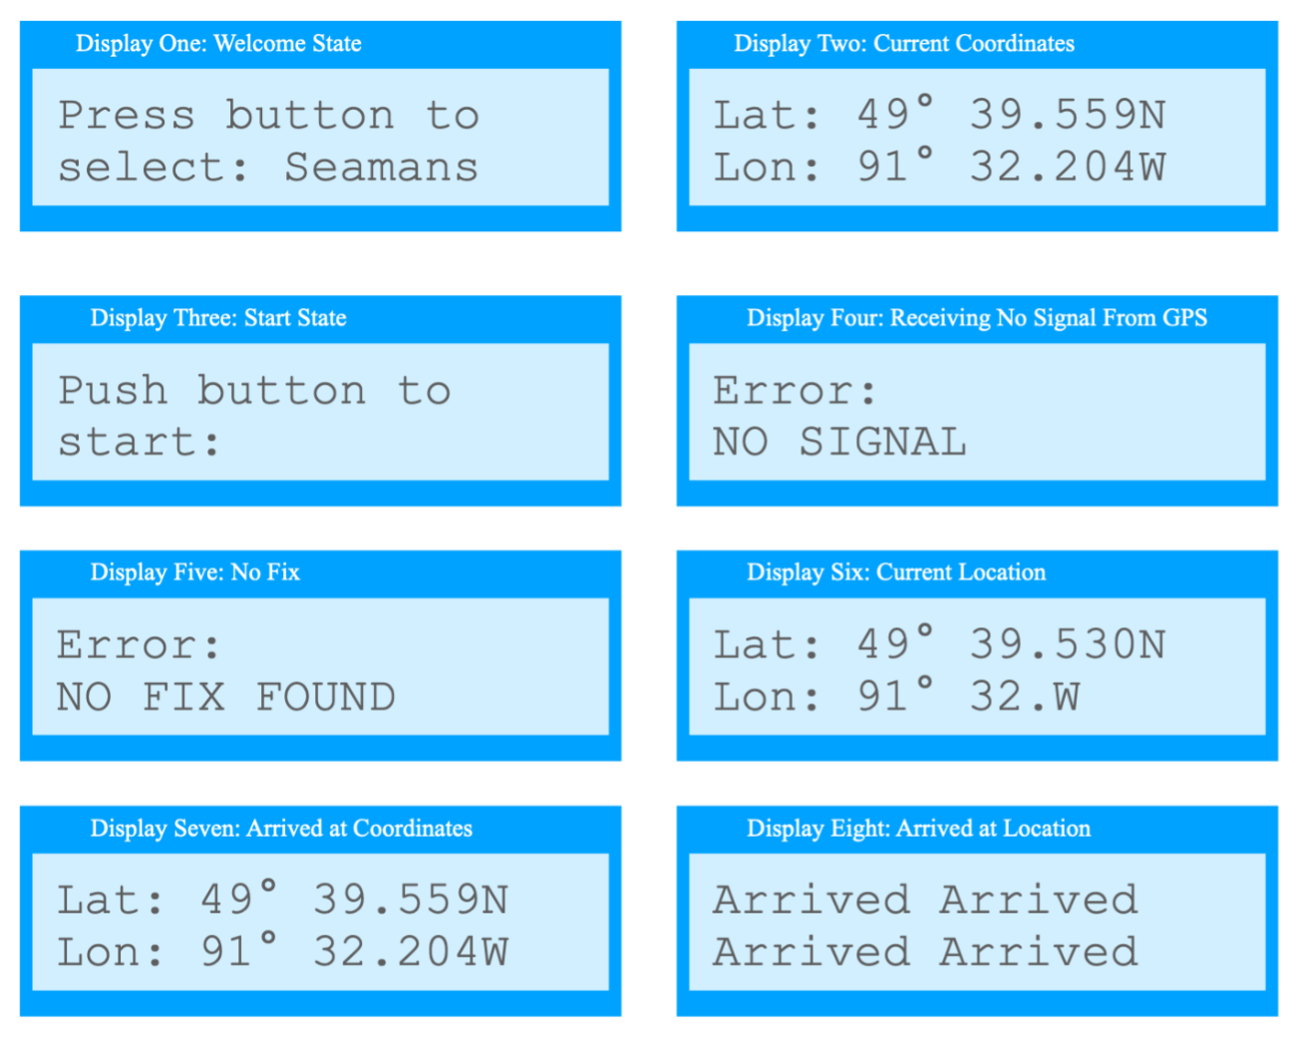 Display One: Welcome State
Press button to
select: Seamans
Display Two: Current Coordinates
Lat: 49° 39.559N
Lon: 91° 32.204W
Display Three: Start State
Push button to
start:
Display Four: Receiving No Signal From GPS
Error:
NO SIGNAL
Display Five: No Fix
Error:
NO FIX FOUND
Display Six: Current Location
Lat: 49° 39.530N
Lon: 91° 32.W
Display Seven: Arrived at Coordinates
Lat: 49° 39.559N
Lon: 91° 32.204W
Display Eight: Arrived at Location
Arrived Arrived
Arrived Arrived